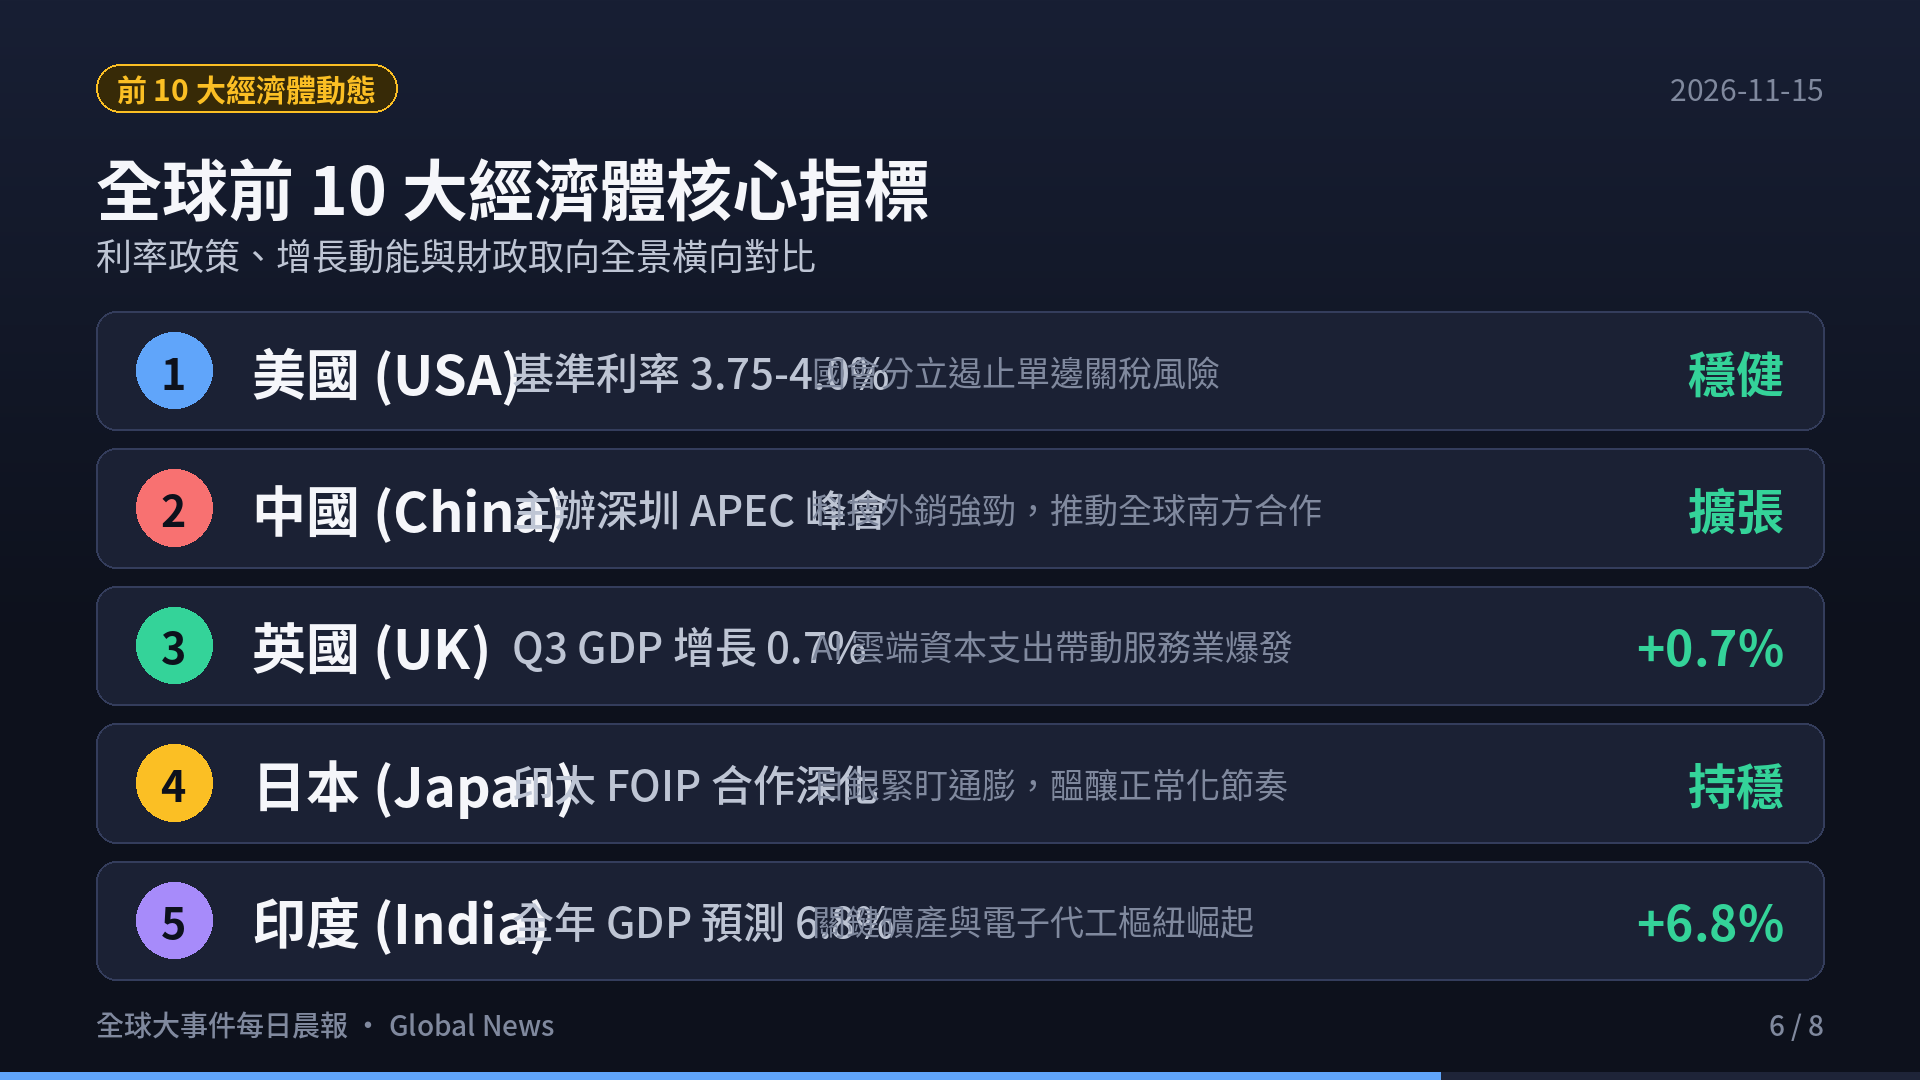 前 10 大經濟體動態
2026-11-15
全球前 10 大經濟體核心指標
利率政策、增長動能與財政取向全景橫向對比
1 美國 (USA) 基準利率 3.75-4.0% 國會分立遏止單邊關稅風險 穩健
2 中國 (China) 主辦深圳 APEC 峰會 外銷強勁，推動全球南方合作 擴張
3 英國 (UK) Q3 GDP 增長 0.7% AI 雲端資本支出帶動服務業爆發 +0.7%
4 日本 (Japan) 印太 FOIP 合作深化 日銀緊盯通膨，醞釀正常化節奏 持穩
5 印度 (India) 全年 GDP 預測 6.8% 關鍵礦產與電子代工樞紐崛起 +6.8%
全球大事件每日晨報 • Global News
6 / 8